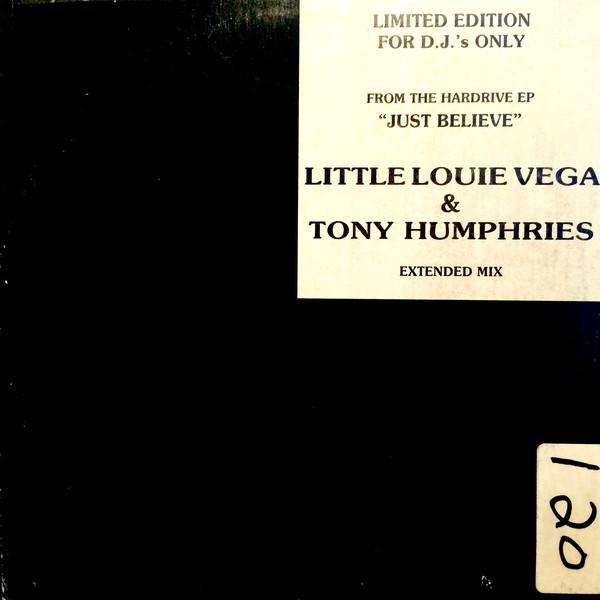 LIMITED EDITION
FOR D.J.'s ONLY
FROM THE HARDRIVE EP
“JUST BELIEVE”
LITTLE LOUIE VEGA
&
TONY HUMPHRIES
EXTENDED MIX
120